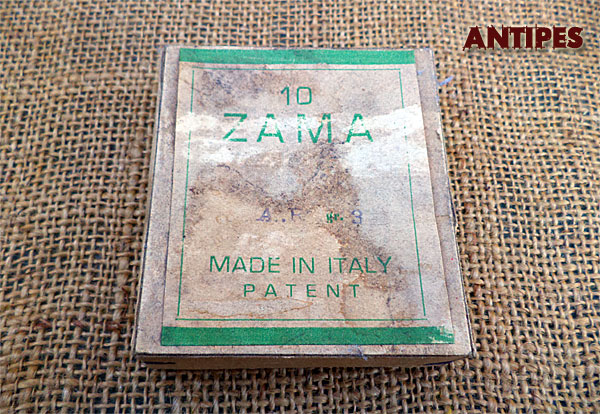 ANTIPES
10
ZAMA
MADE IN ITALY
PATENT